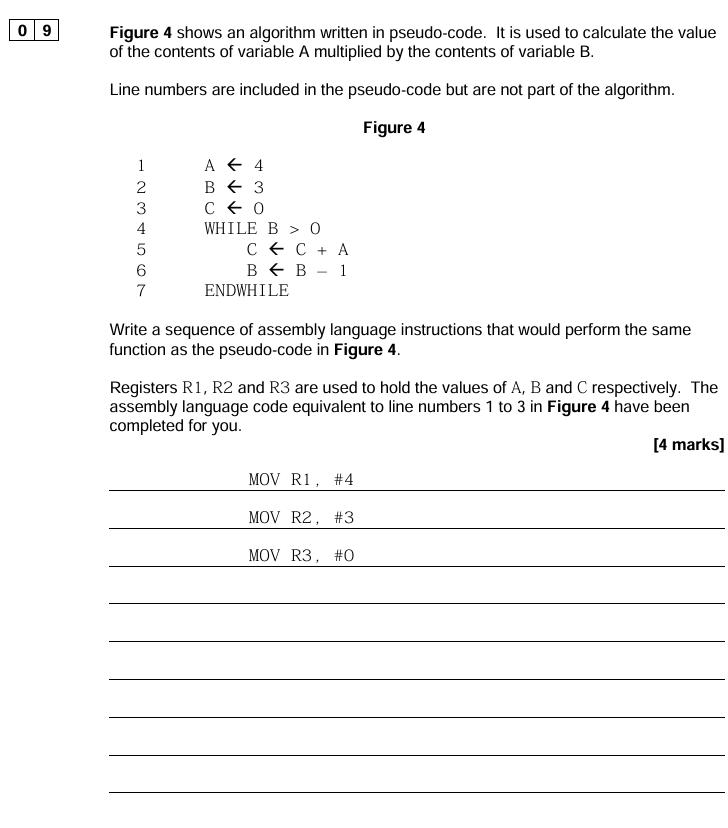 0 9
Figure 4 shows an algorithm written in pseudo-code. It is used to calculate the value
of the contents of variable A multiplied by the contents of variable B.
Line numbers are included in the pseudo-code but are not part of the algorithm.
Figure 4
1 A ← 4
2 B ← 3
3 C ← 0
4 WHILE B > 0
5 C ← C + A
6 B ← B – 1
7 ENDWHILE
Write a sequence of assembly language instructions that would perform the same
function as the pseudo-code in Figure 4.
Registers R1, R2 and R3 are used to hold the values of A, B and C respectively. The
assembly language code equivalent to line numbers 1 to 3 in Figure 4 have been
completed for you.
[4 marks]
MOV R1, #4
MOV R2, #3
MOV R3, #0